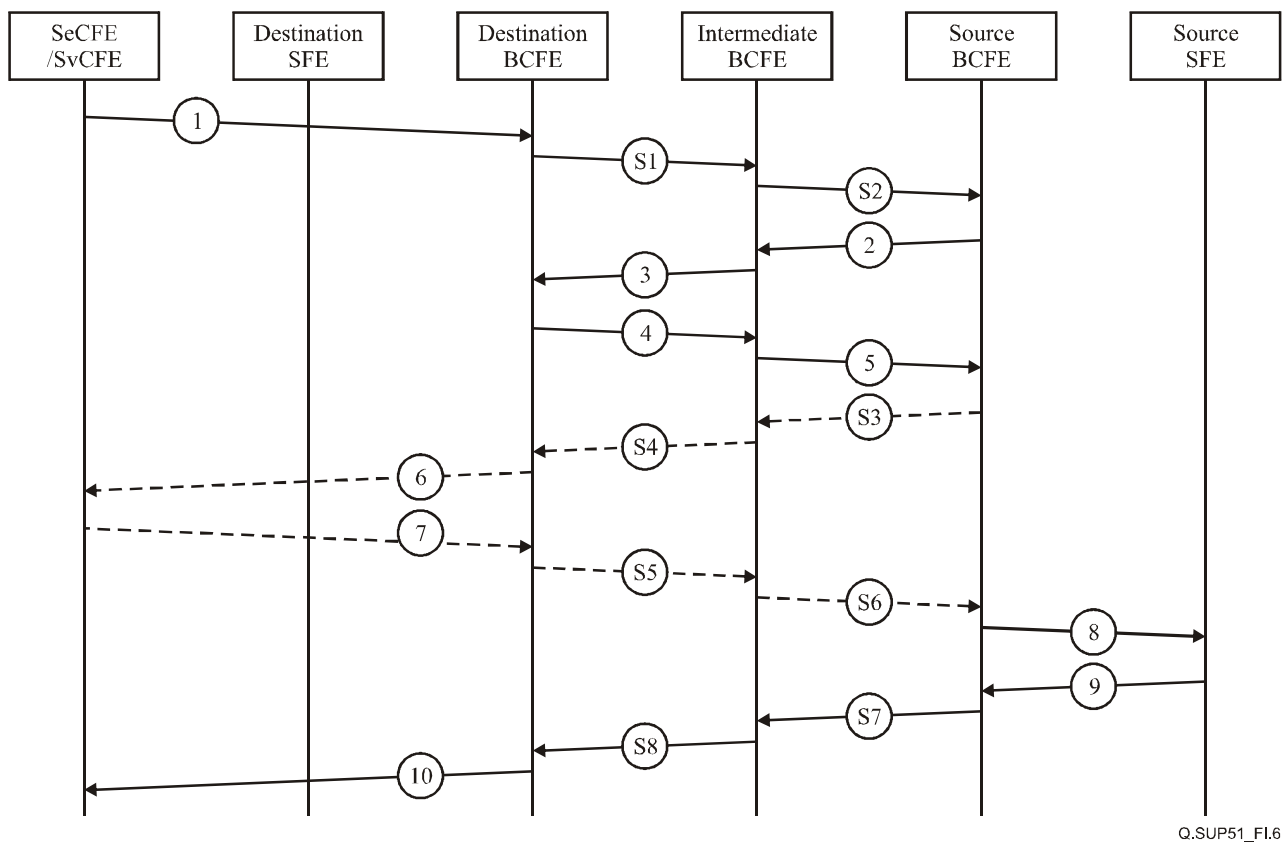 SeCFE
/SvCFE
Destination
SFE
Destination
BCFE
Intermediate
BCFE
Source
BCFE
Source
SFE
1
S1
S2
2
3
4
5
S3
S4
6
7
S5
S6
8
9
S7
S8
10
Q.SUP51_FI.6